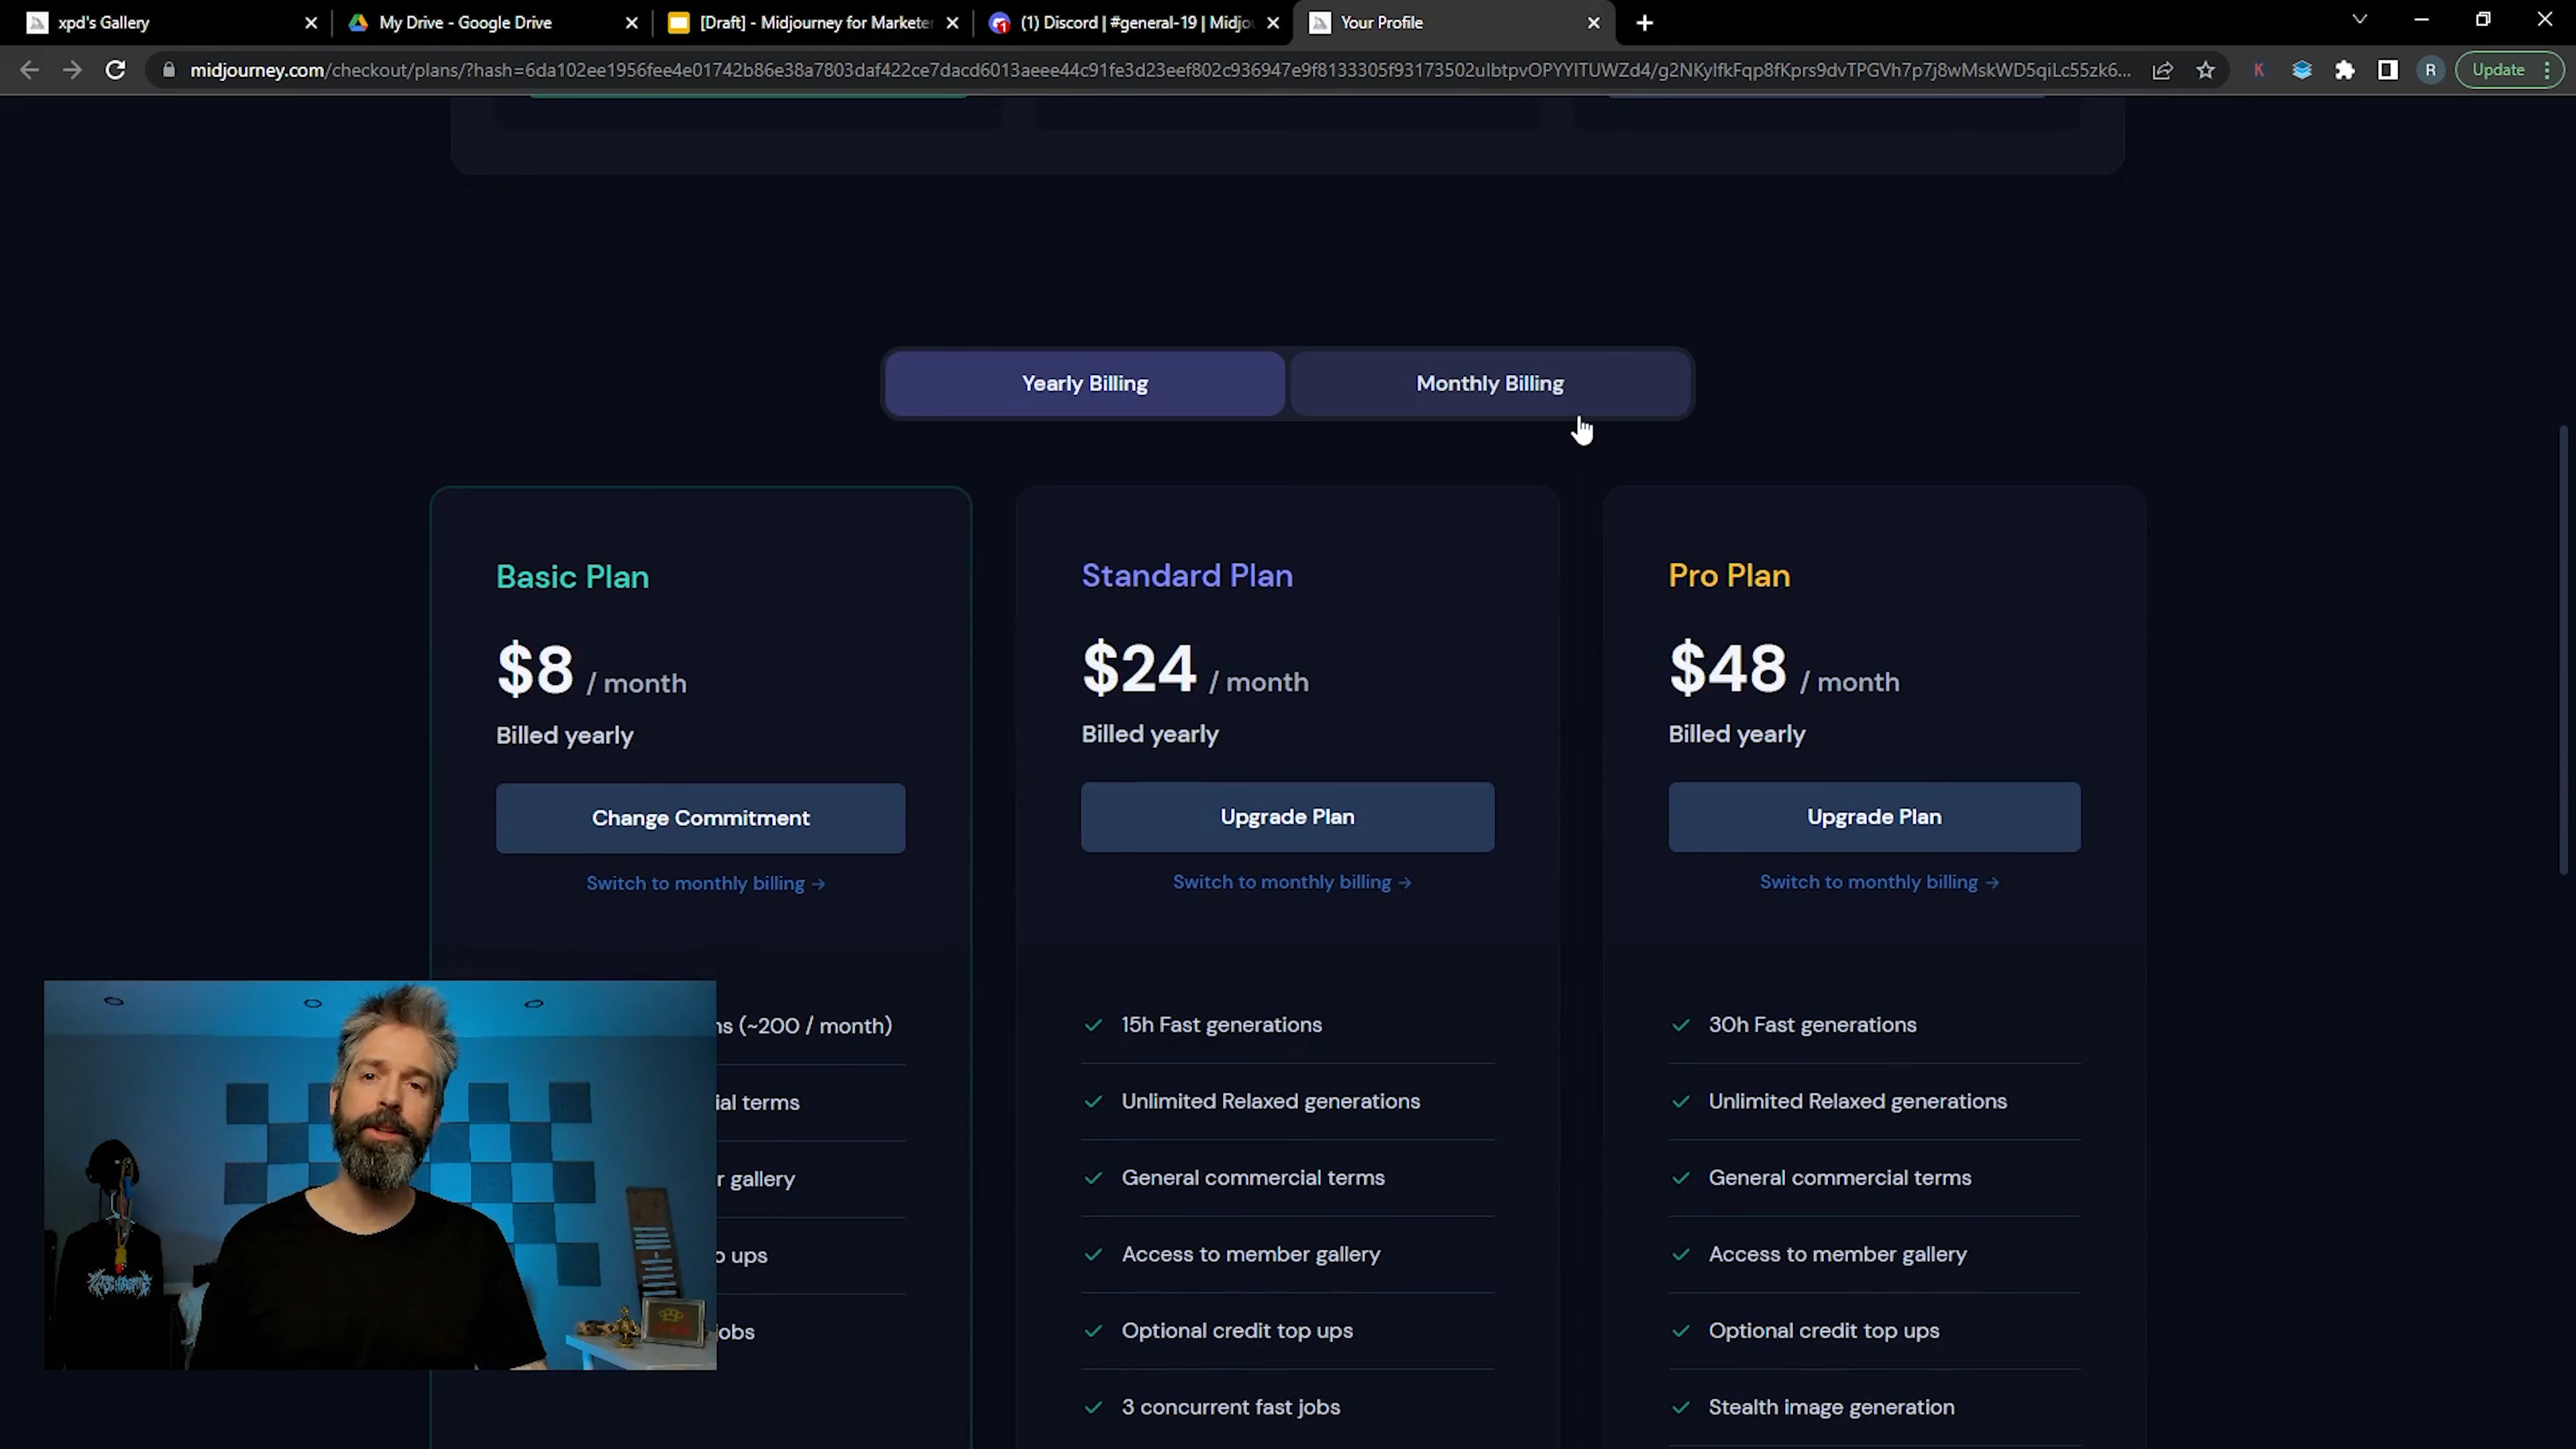 xpd's Gallery
My Drive - Google Drive
[Draft] - Midjourney for Marketer
(1) Discord | #general-19 | Midjo
Your Profile
midjourney.com/checkout/plans/?hash=
Update
Yearly Billing
Monthly Billing
Basic Plan
$8 / month
Billed yearly
Change Commitment
Switch to monthly billing →
ns (~200 / month)
ial terms
r gallery
o ups
jobs
Standard Plan
$24 / month
Billed yearly
Upgrade Plan
Switch to monthly billing →
15h Fast generations
Unlimited Relaxed generations
General commercial terms
Access to member gallery
Optional credit top ups
3 concurrent fast jobs
Pro Plan
$48 / month
Billed yearly
Upgrade Plan
Switch to monthly billing →
30h Fast generations
Unlimited Relaxed generations
General commercial terms
Access to member gallery
Optional credit top ups
Stealth image generation